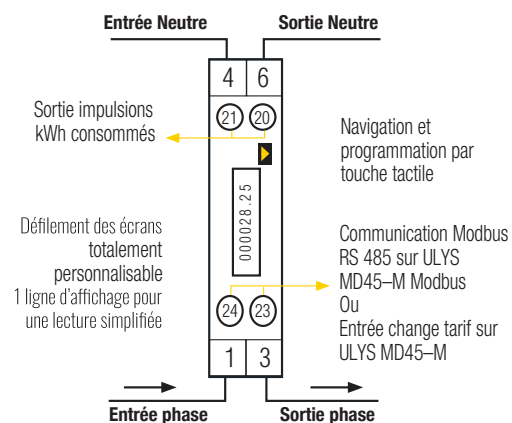 Entrée Neutre
Sortie Neutre
4
6
21
20
Sortie impulsions
kWh consommés
Navigation et
programmation par
touche tactile
000028.25
Défilement des écrans
totalement
personnalisable
1 ligne d'affichage pour
une lecture simplifiée
Communication Modbus
RS 485 sur ULYS
MD45–M Modbus
Ou
Entrée change tarif sur
ULYS MD45–M
24
23
1
3
Entrée phase
Sortie phase